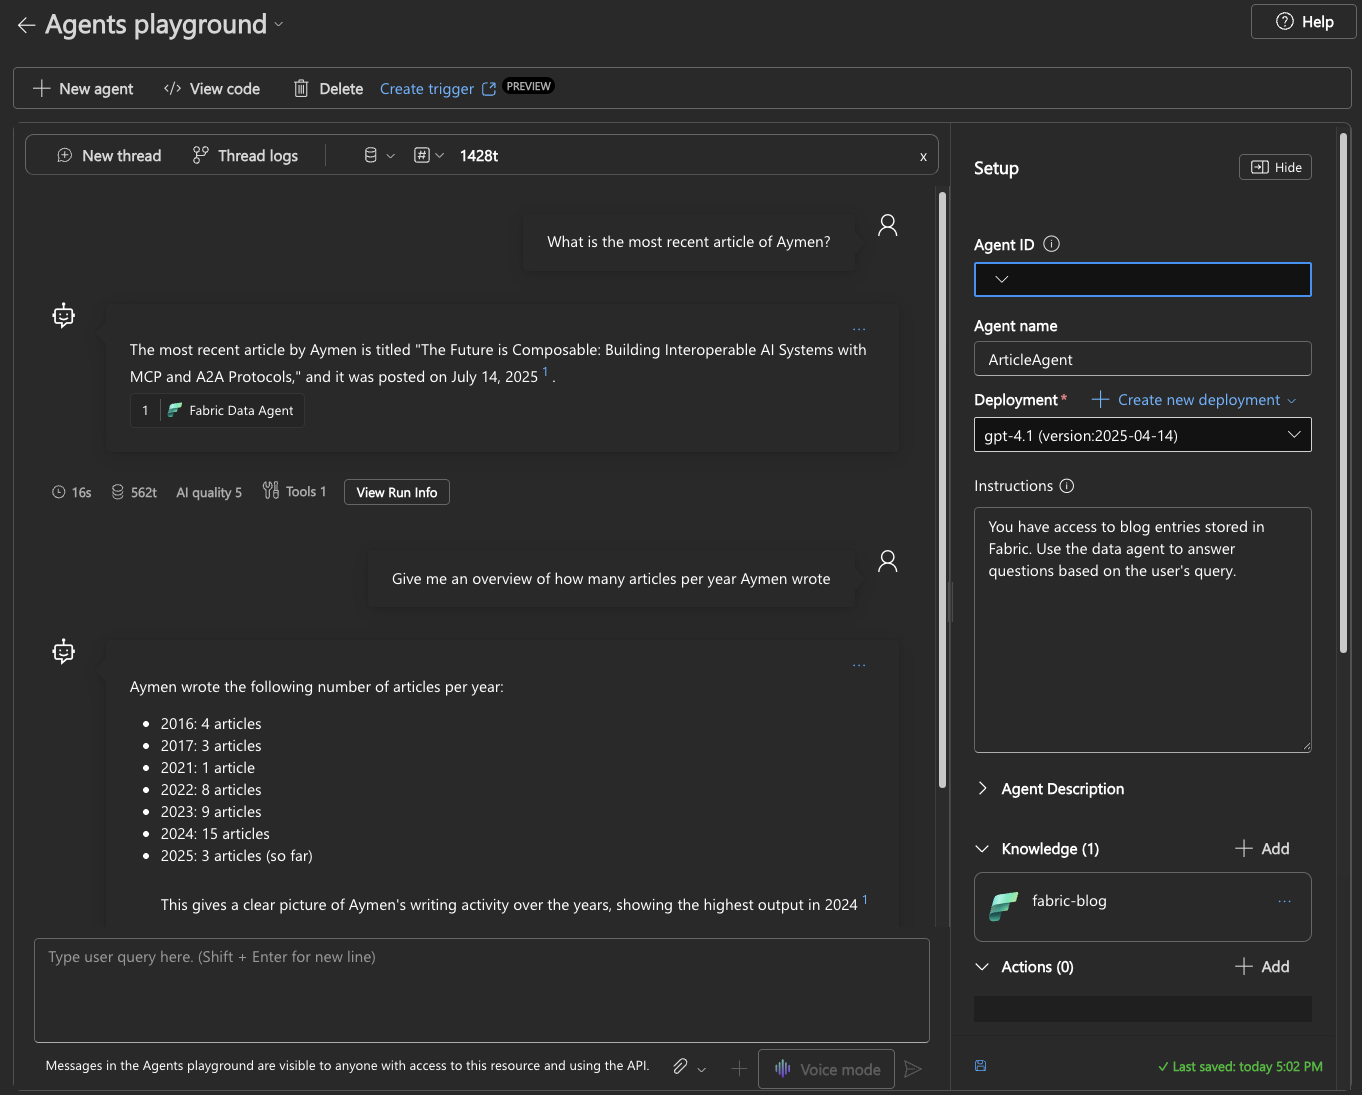 Agents playground
Help
New agent
View code
Delete
Create trigger
PREVIEW
New thread
Thread logs
1428t
x
What is the most recent article of Aymen?
...
The most recent article by Aymen is titled "The Future is Composable: Building Interoperable AI Systems with
MCP and A2A Protocols," and it was posted on July 14, 2025 1 .
1 Fabric Data Agent
16s
562t
AI quality 5
Tools 1
View Run Info
Give me an overview of how many articles per year Aymen wrote
...
Aymen wrote the following number of articles per year:
• 2016: 4 articles
• 2017: 3 articles
• 2021: 1 article
• 2022: 8 articles
• 2023: 9 articles
• 2024: 15 articles
• 2025: 3 articles (so far)
This gives a clear picture of Aymen's writing activity over the years, showing the highest output in 2024 1
Type user query here. (Shift + Enter for new line)
Messages in the Agents playground are visible to anyone with access to this resource and using the API.
Voice mode
Setup
Hide
Agent ID
Agent name
ArticleAgent
Deployment*
Create new deployment
gpt-4.1 (version:2025-04-14)
Instructions
You have access to blog entries stored in
Fabric. Use the data agent to answer
questions based on the user's query.
Agent Description
Knowledge (1)
Add
fabric-blog
...
Actions (0)
Add
Last saved: today 5:02 PM